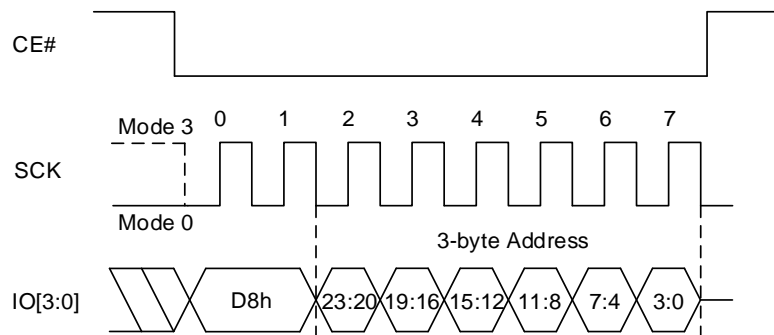 CE#
Mode 3
0 1 2 3 4 5 6 7
SCK
Mode 0
3-byte Address
IO[3:0]
D8h 23:20 19:16 15:12 11:8 7:4 3:0